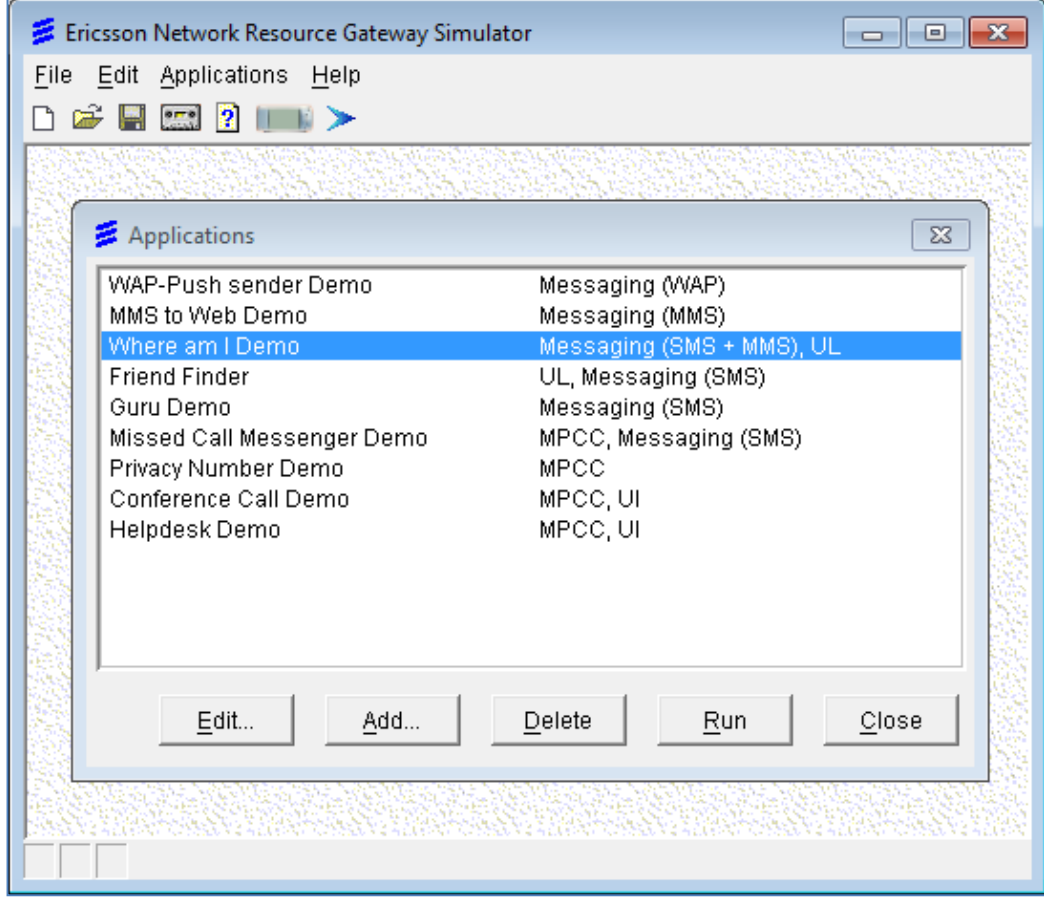 Ericsson Network Resource Gateway Simulator
File Edit Applications Help
Applications
WAP-Push sender Demo Messaging (WAP)
MMS to Web Demo Messaging (MMS)
Where am I Demo Messaging (SMS + MMS), UL
Friend Finder UL, Messaging (SMS)
Guru Demo Messaging (SMS)
Missed Call Messenger Demo MPCC, Messaging (SMS)
Privacy Number Demo MPCC
Conference Call Demo MPCC, UI
Helpdesk Demo MPCC, UI
Edit... Add... Delete Run Close